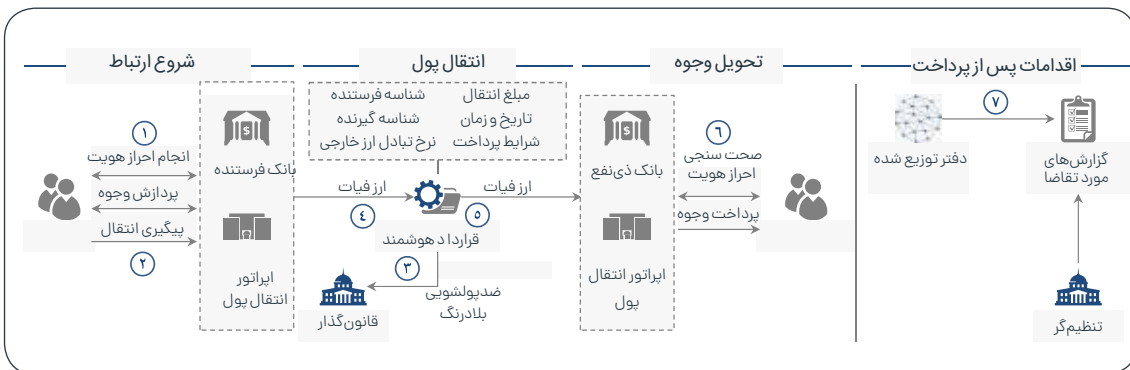 شروع ارتباط
انتقال پول
تحویل وجوه
اقدامات پس از پرداخت
۱
انجام احراز هویت
پردازش وجوه
پیگیری انتقال
۲
بانک فرستنده
اپراتور
انتقال پول
شناسه فرستنده
شناسه گیرنده
نرخ تبادل ارز خارجی
مبلغ انتقال
تاریخ و زمان
شرایط پرداخت
ارز فیات
۴
ارز فیات
۵
قرارداد هوشمند
۳
ضدپولشویی
بلادرنگ
قانون‌گذار
بانک ذی‌نفع
اپراتور انتقال
پول
۶
صحت سنجی
احراز هویت
پرداخت وجوه
۷
دفتر توزیع شده
گزارش‌های
مورد تقاضا
تنظیم‌گر